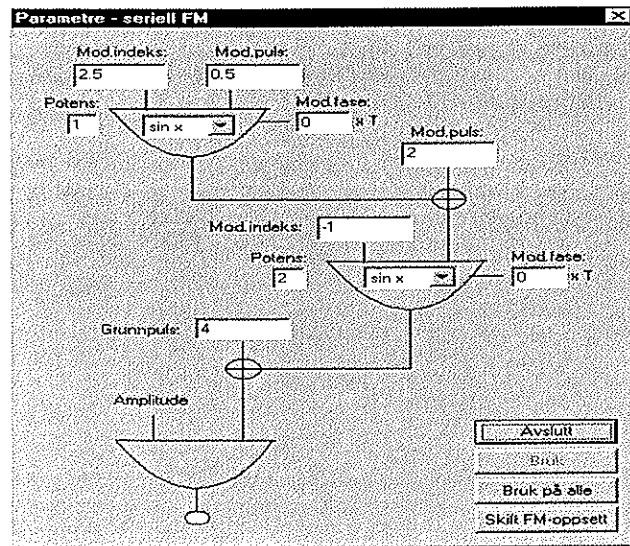 Parametre - seriell FM
Mod.indeks: Mod.puls:
2.5 0.5
Potens: Mod.fase:
1 sin x 0 x T
Mod.puls:
2
Mod.indeks: -1
Potens: Mod.fase:
2 sin x 0 x T
Grunnpuls: 4
Amplitude
Avslutt
Bruk
Bruk på alle
Skift FM-oppsett